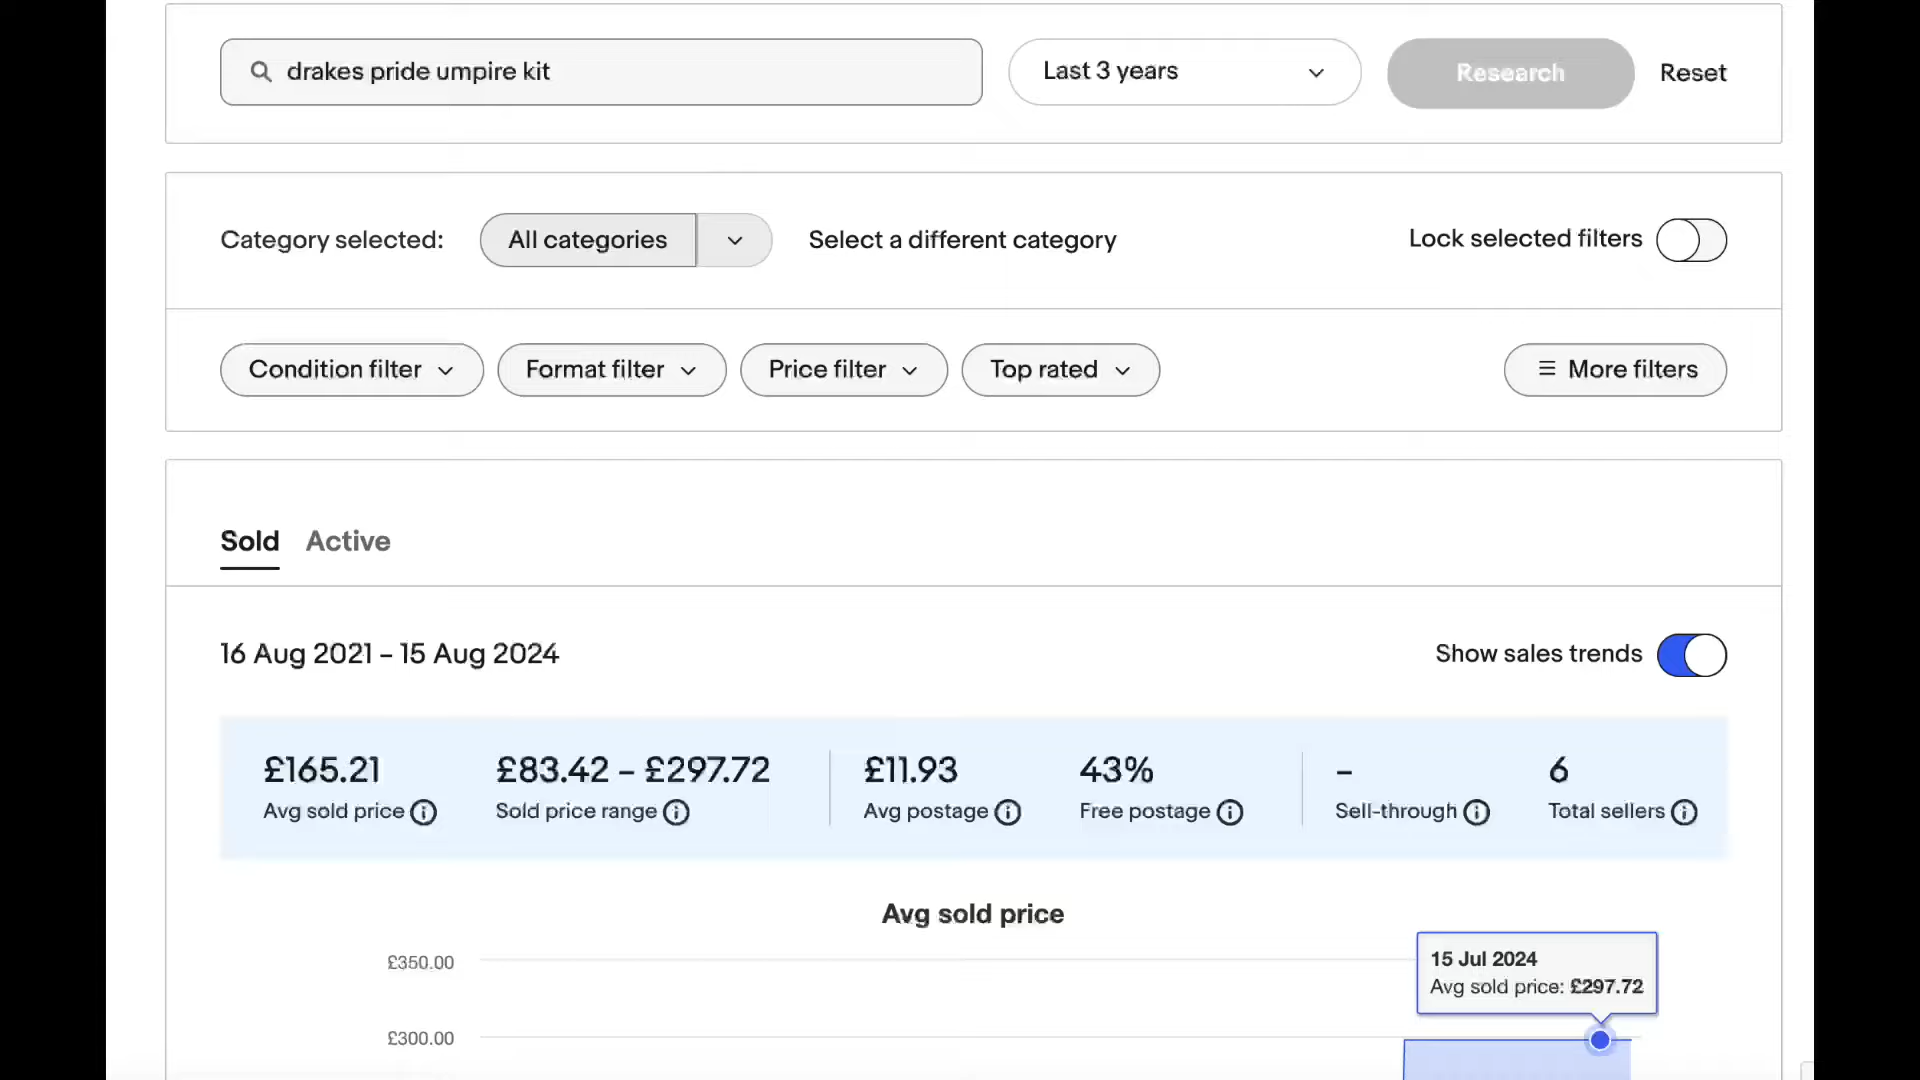 drakes pride umpire kit
Last 3 years
Research
Reset
Category selected:
All categories
Select a different category
Lock selected filters
Condition filter
Format filter
Price filter
Top rated
More filters
Sold
Active
16 Aug 2021 – 15 Aug 2024
Show sales trends
£165.21
Avg sold price
£83.42 – £297.72
Sold price range
£11.93
Avg postage
43%
Free postage
–
Sell-through
6
Total sellers
Avg sold price
£350.00
15 Jul 2024
Avg sold price: £297.72
£300.00